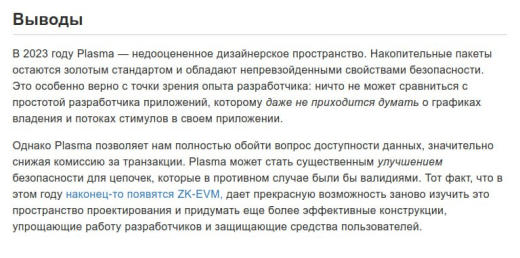 Выводы
В 2023 году Plasma — недооцененное дизайнерское пространство. Накопительные пакеты
остаются золотым стандартом и обладают непревзойденными свойствами безопасности.
Это особенно верно с точки зрения опыта разработчика: ничто не может сравниться с
простотой разработчика приложений, которому даже не приходится думать о графиках
владения и потоках стимулов в своем приложении.
Однако Plasma позволяет нам полностью обойти вопрос доступности данных, значительно
снижая комиссию за транзакции. Plasma может стать существенным улучшением
безопасности для цепочек, которые в противном случае были бы валидиями. Тот факт, что в
этом году наконец-то появятся ZK-EVM, дает прекрасную возможность заново изучить это
пространство проектирования и придумать еще более эффективные конструкции,
упрощающие работу разработчиков и защищающие средства пользователей.